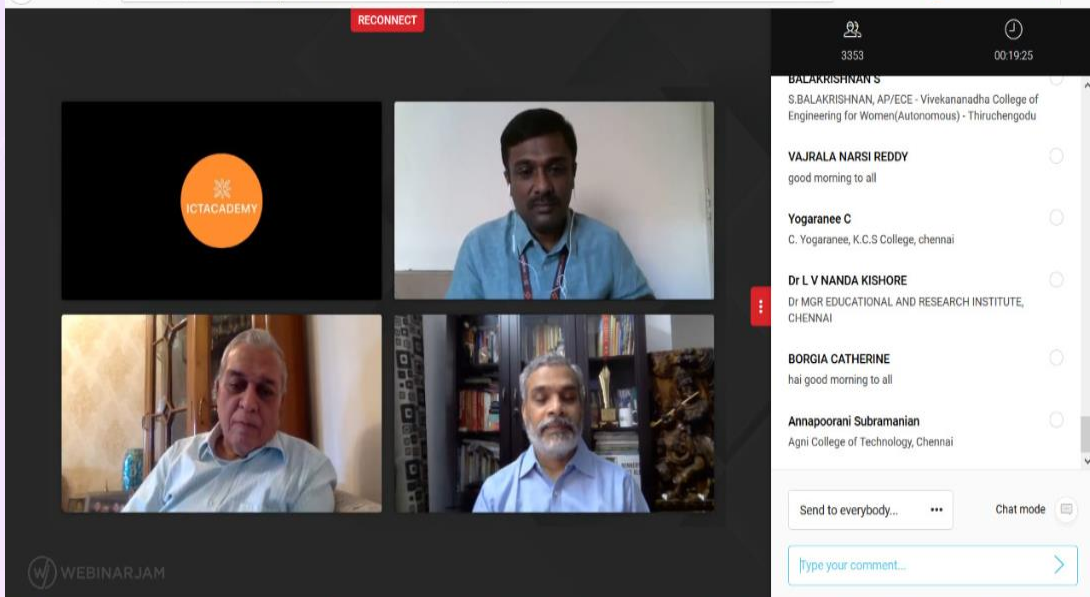 RECONNECT
3353
00:19:25
BALAKRISHNAN S
S.BALAKRISHNAN, AP/ECE - Vivekananadha College of
Engineering for Women(Autonomous) - Thiruchengodu
VAJRALA NARSI REDDY
good morning to all
Yogaranee C
C. Yogaranee, K.C.S College, chennai
Dr L V NANDA KISHORE
Dr MGR EDUCATIONAL AND RESEARCH INSTITUTE,
CHENNAI
BORGIA CATHERINE
hai good morning to all
Annapoorani Subramanian
Agni College of Technology, Chennai
Send to everybody...
Chat mode
Type your comment...
ICTACADEMY
WEBINARJAM